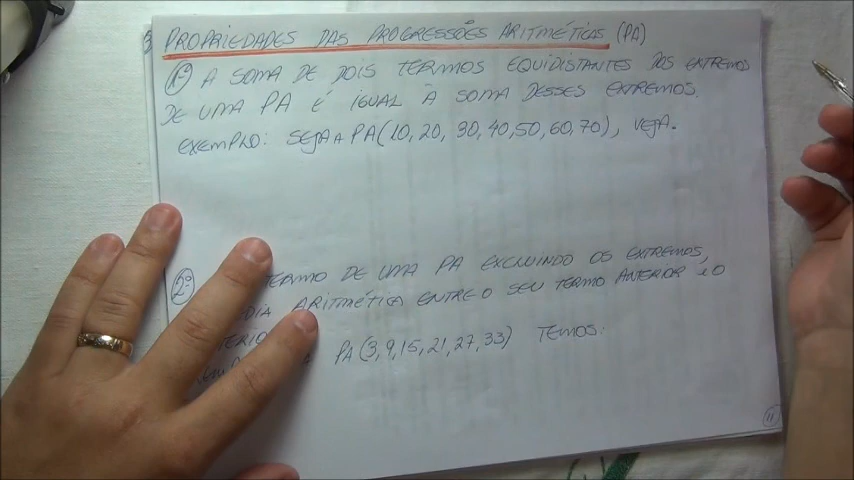 PROPRIEDADES DAS PROGRESSÕES ARITMÉTICAS (PA)
1º) A SOMA DE DOIS TERMOS EQUIDISTANTES DOS EXTREMOS
DE UMA PA É IGUAL À SOMA DESSES EXTREMOS.
EXEMPLO: SEJA A PA(10, 20, 30, 40, 50, 60, 70), VEJA.
2º TERMO DE UMA PA EXCLUINDO OS EXTREMOS,
ARITMÉTICA ENTRE O SEU TERMO ANTERIOR E O
PA(3, 9, 15, 21, 27, 33) TEMOS:
11